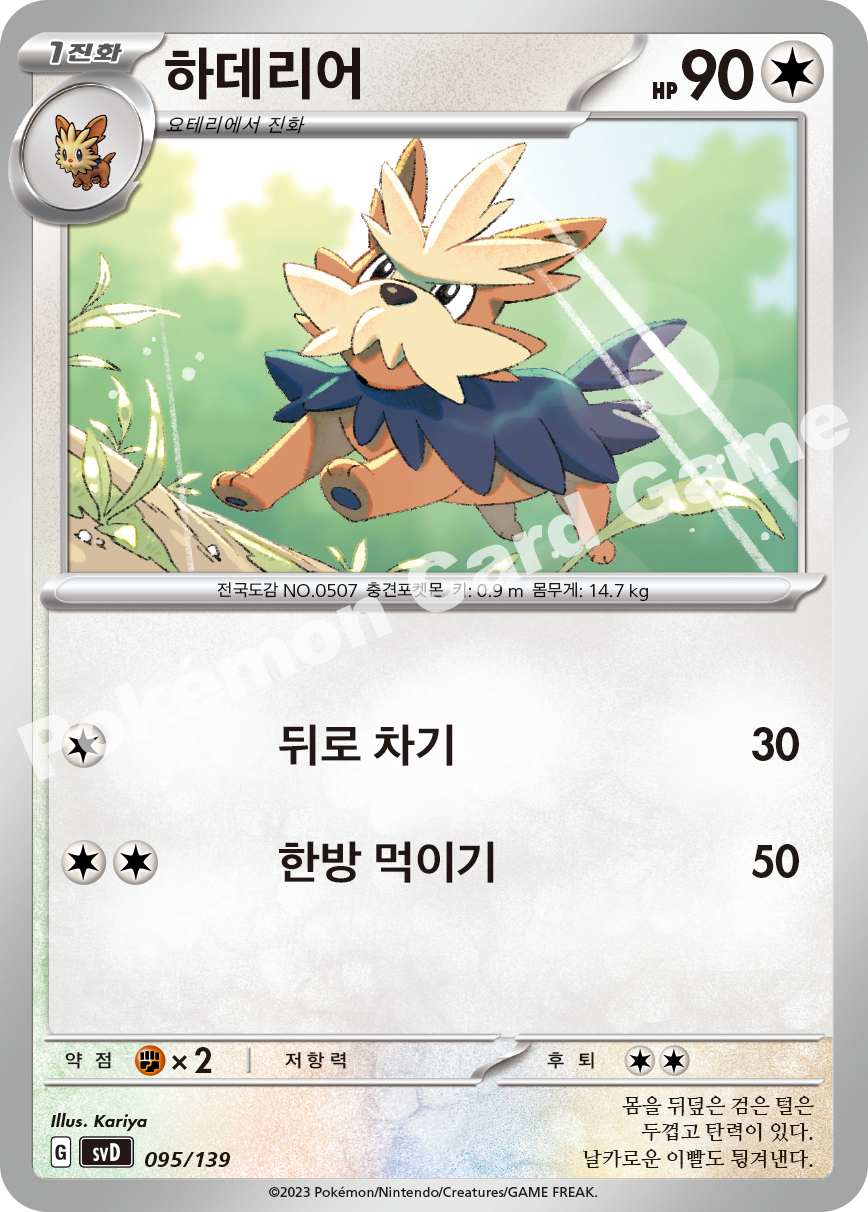 1진화
하데리어
HP 90
요테리에서 진화
전국도감 NO.0507 충견포켓몬 키: 0.9 m 몸무게: 14.7 kg
Pokémon Card Game
뒤로 차기 30
한방 먹이기 50
약점 ×2 저항력 후퇴
몸을 뒤덮은 검은 털은
두껍고 탄력이 있다.
날카로운 이빨도 튕겨낸다.
Illus. Kariya
G svD 095/139
©2023 Pokémon/Nintendo/Creatures/GAME FREAK.